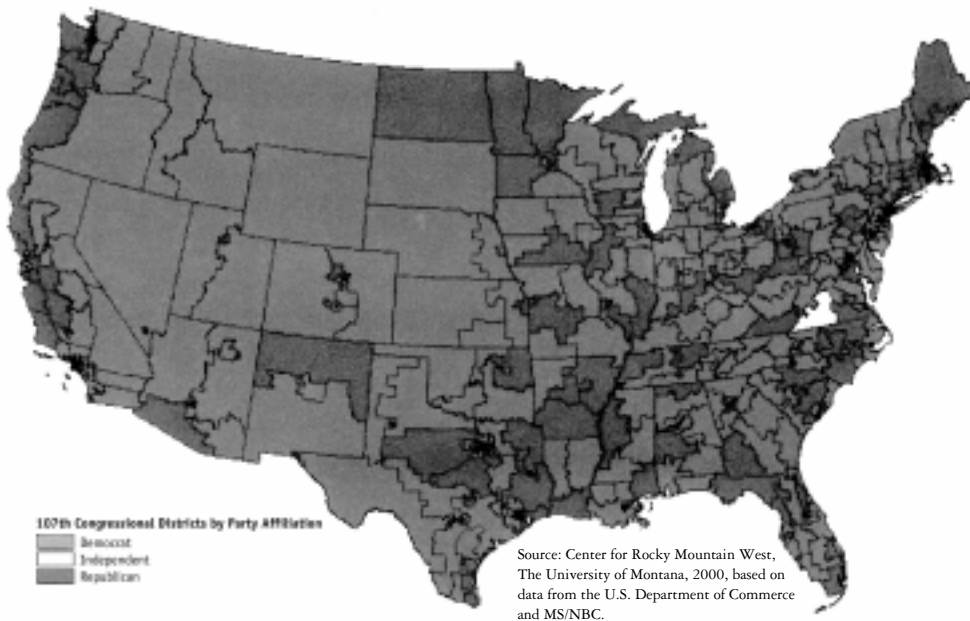 107th Congressional Districts by Party Affiliation
Democrat
Independent
Republican
Source: Center for Rocky Mountain West,
The University of Montana, 2000, based on
data from the U.S. Department of Commerce
and MS/NBC.